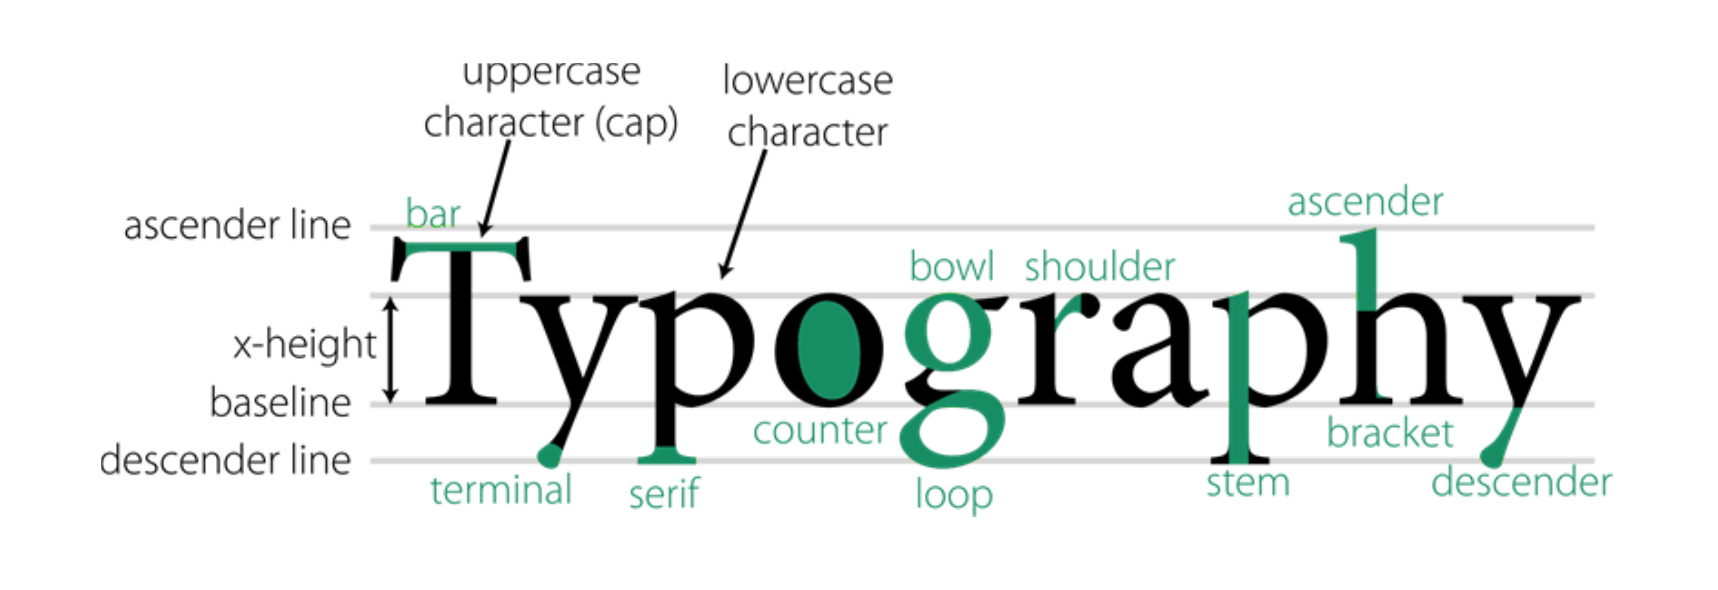 uppercase
character (cap)
lowercase
character
ascender line
bar
ascender
bowl
shoulder
Typography
x-height
baseline
counter
bracket
descender line
terminal
serif
loop
stem
descender